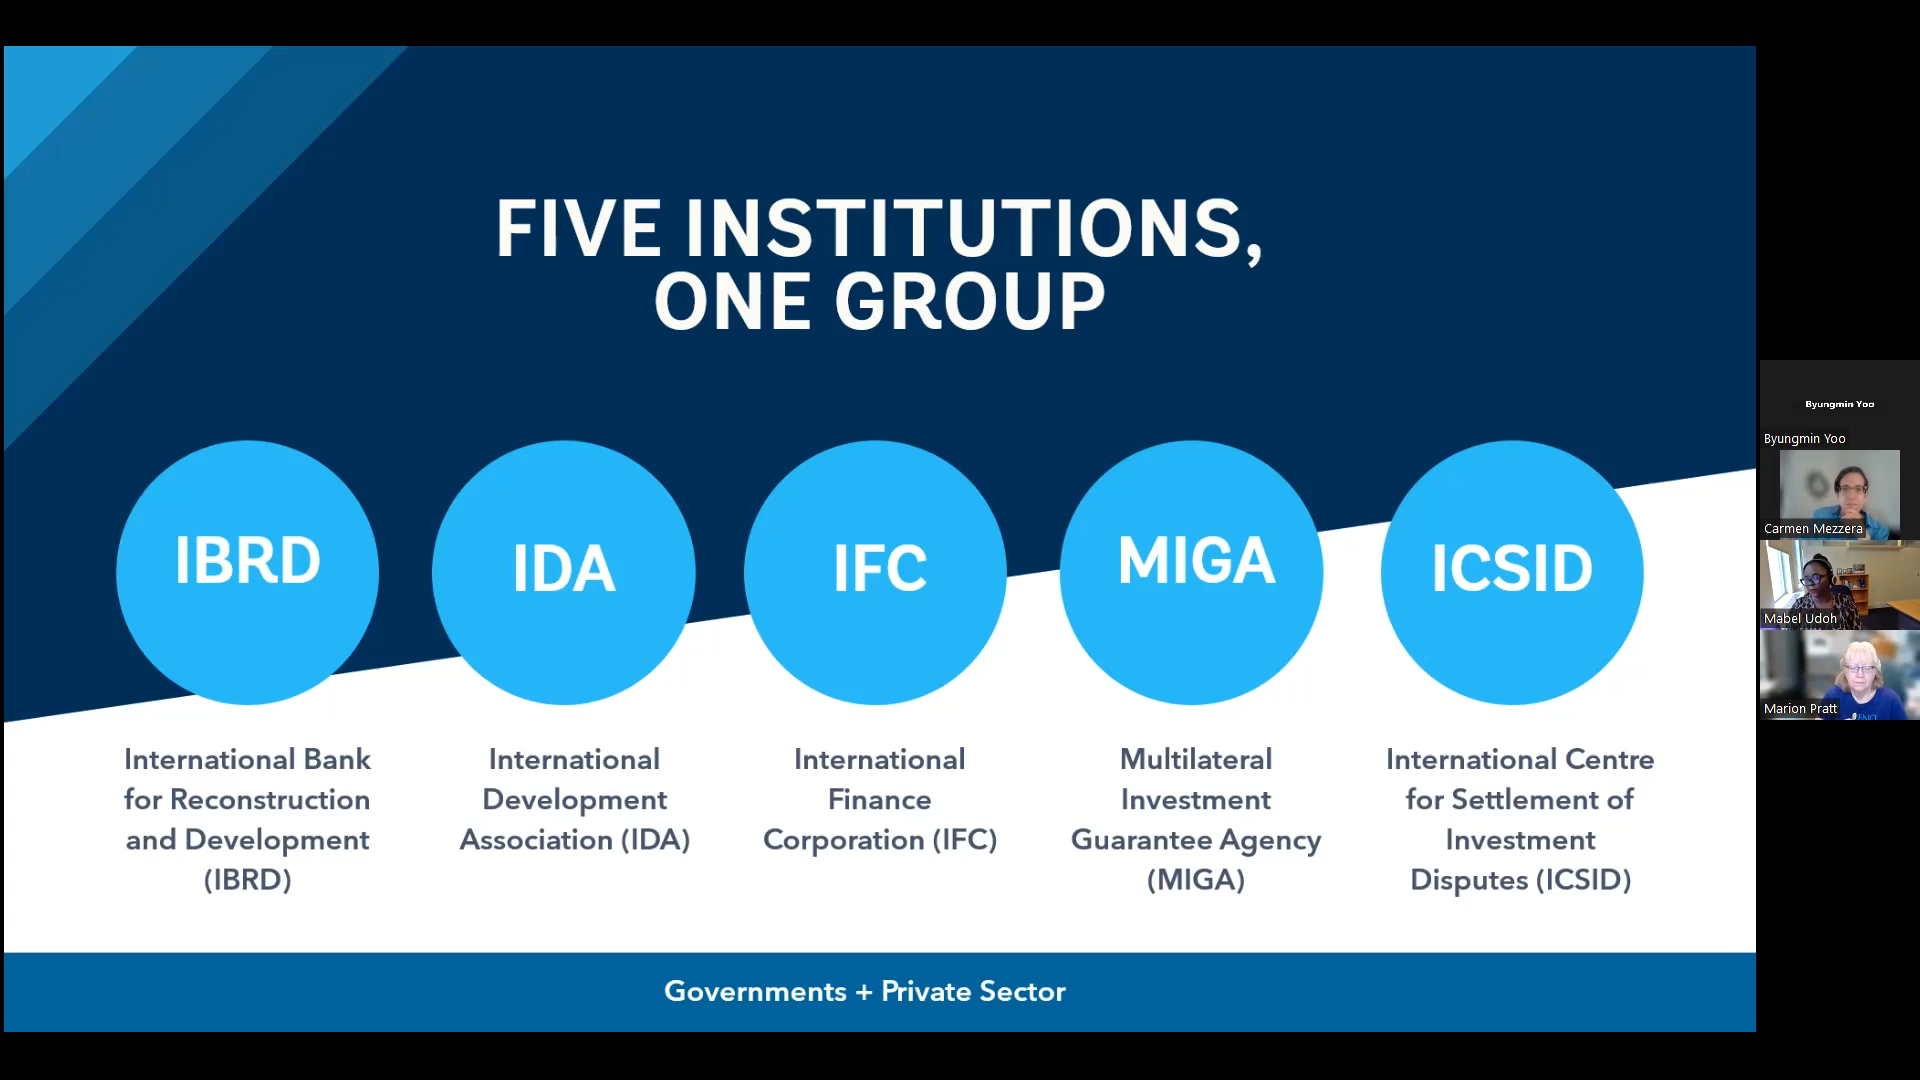 FIVE INSTITUTIONS,
ONE GROUP
IBRD
IDA
IFC
MIGA
ICSID
International Bank
for Reconstruction
and Development
(IBRD)
International
Development
Association (IDA)
International
Finance
Corporation (IFC)
Multilateral
Investment
Guarantee Agency
(MIGA)
International Centre
for Settlement of
Investment
Disputes (ICSID)
Governments + Private Sector
Byungmin Yoo
Byungmin Yoo
Carmen Mezzera
Mabel Udoh
Marion Pratt